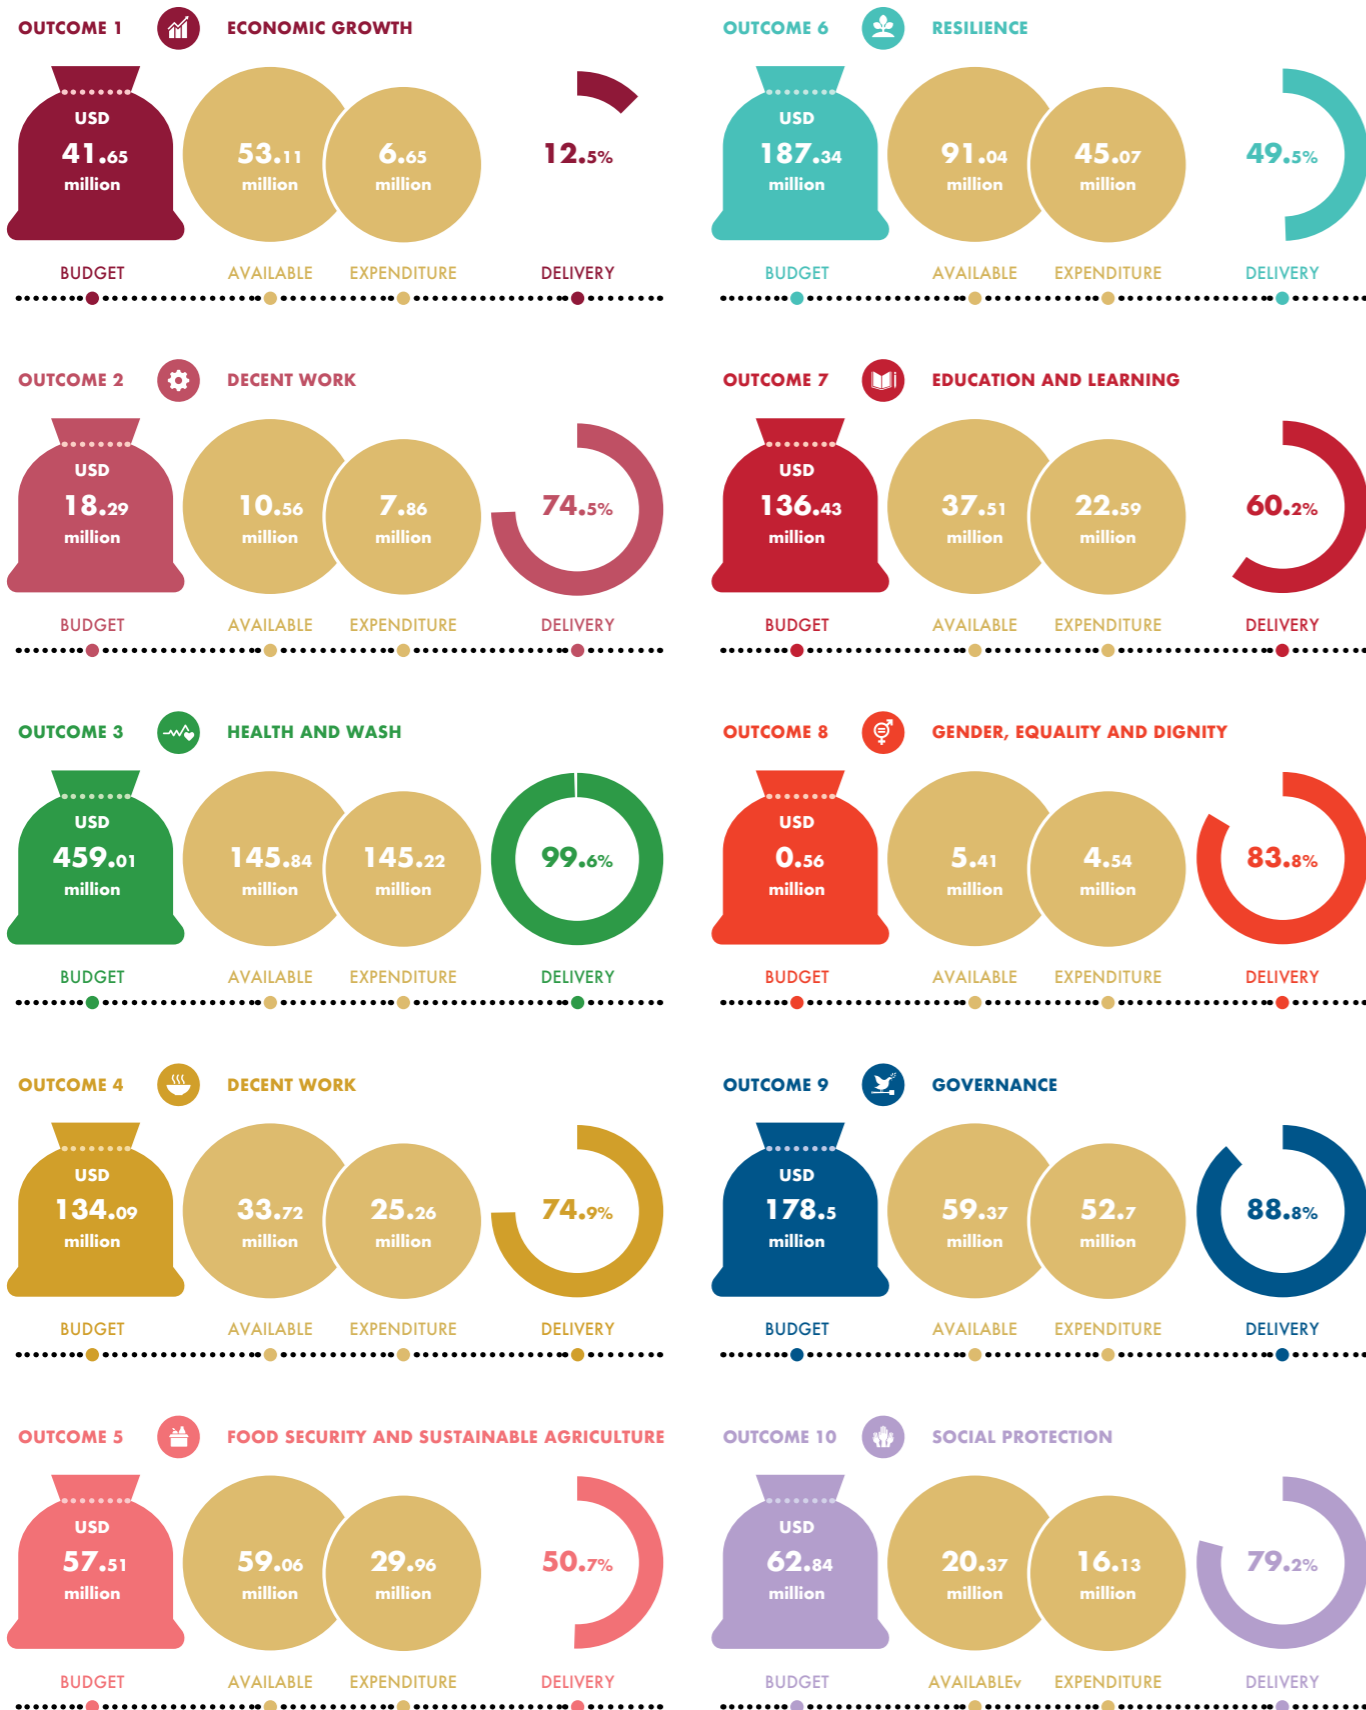 OUTCOME 1 ECONOMIC GROWTH
USD
41.65 53.11 6.65 12.5%
million million million
BUDGET AVAILABLE EXPENDITURE DELIVERY
OUTCOME 2 DECENT WORK
USD
18.29 10.56 7.86 74.5%
million million million
BUDGET AVAILABLE EXPENDITURE DELIVERY
OUTCOME 3 HEALTH AND WASH
USD
459.01 145.84 145.22 99.6%
million million million
BUDGET AVAILABLE EXPENDITURE DELIVERY
OUTCOME 4 DECENT WORK
USD
134.09 33.72 25.26 74.9%
million million million
BUDGET AVAILABLE EXPENDITURE DELIVERY
OUTCOME 5 FOOD SECURITY AND SUSTAINABLE AGRICULTURE
USD
57.51 59.06 29.96 50.7%
million million million
BUDGET AVAILABLE EXPENDITURE DELIVERY
OUTCOME 6 RESILIENCE
USD
187.34 91.04 45.07 49.5%
million million million
BUDGET AVAILABLE EXPENDITURE DELIVERY
OUTCOME 7 EDUCATION AND LEARNING
USD
136.43 37.51 22.59 60.2%
million million million
BUDGET AVAILABLE EXPENDITURE DELIVERY
OUTCOME 8 GENDER, EQUALITY AND DIGNITY
USD
0.56 5.41 4.54 83.8%
million million million
BUDGET AVAILABLE EXPENDITURE DELIVERY
OUTCOME 9 GOVERNANCE
USD
178.5 59.37 52.7 88.8%
million million million
BUDGET AVAILABLE EXPENDITURE DELIVERY
OUTCOME 10 SOCIAL PROTECTION
USD
62.84 20.37 16.13 79.2%
million million million
BUDGET AVAILABLEv EXPENDITURE DELIVERY